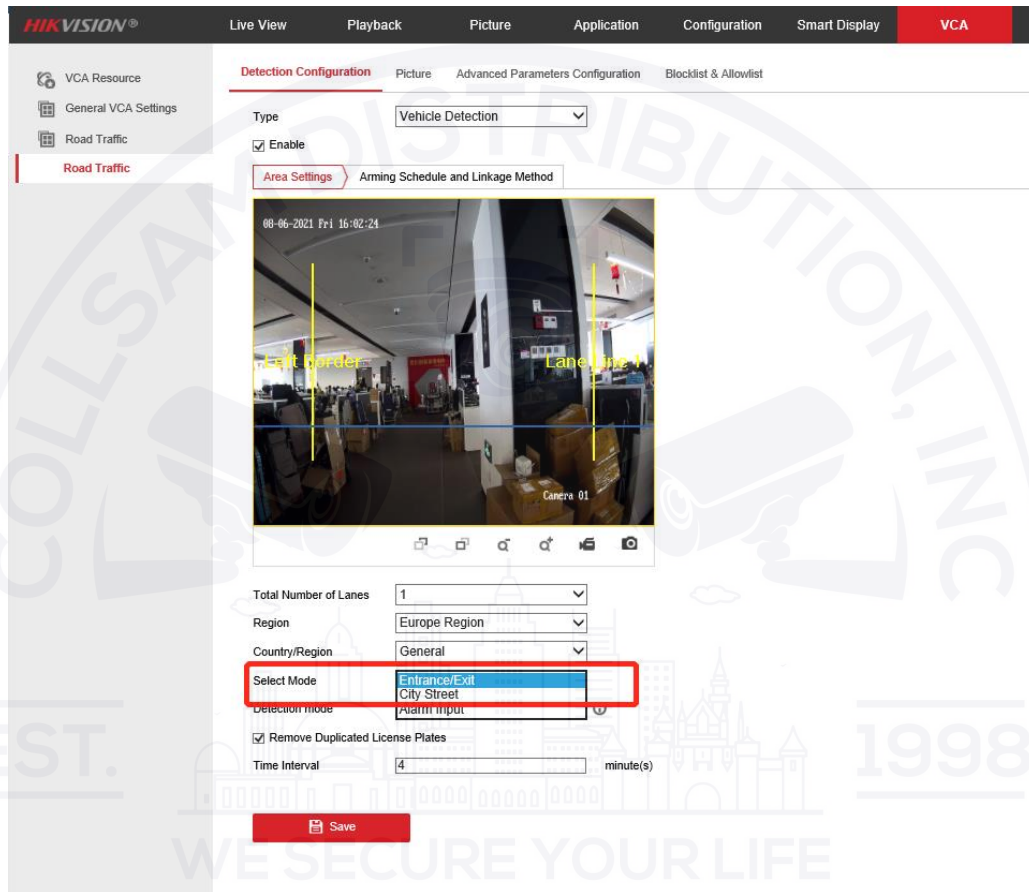 HIKVISION® Live View Playback Picture Application Configuration Smart Display VCA
VCA Resource
General VCA Settings
Road Traffic
Road Traffic
Detection Configuration Picture Advanced Parameters Configuration Blocklist & Allowlist
Type Vehicle Detection
Enable
Area Settings Arming Schedule and Linkage Method
08-06-2021 Fri 16:02:24
Left Border Lane Line 1
Camera 01
Total Number of Lanes 1
Region Europe Region
Country/Region General
Select Mode Entrance/Exit
City Street
Detection mode Alarm Input
Remove Duplicated License Plates
Time Interval 4 minute(s)
Save
COLLSAM DISTRIBUTION, INC
EST. 1998
WE SECURE YOUR LIFE